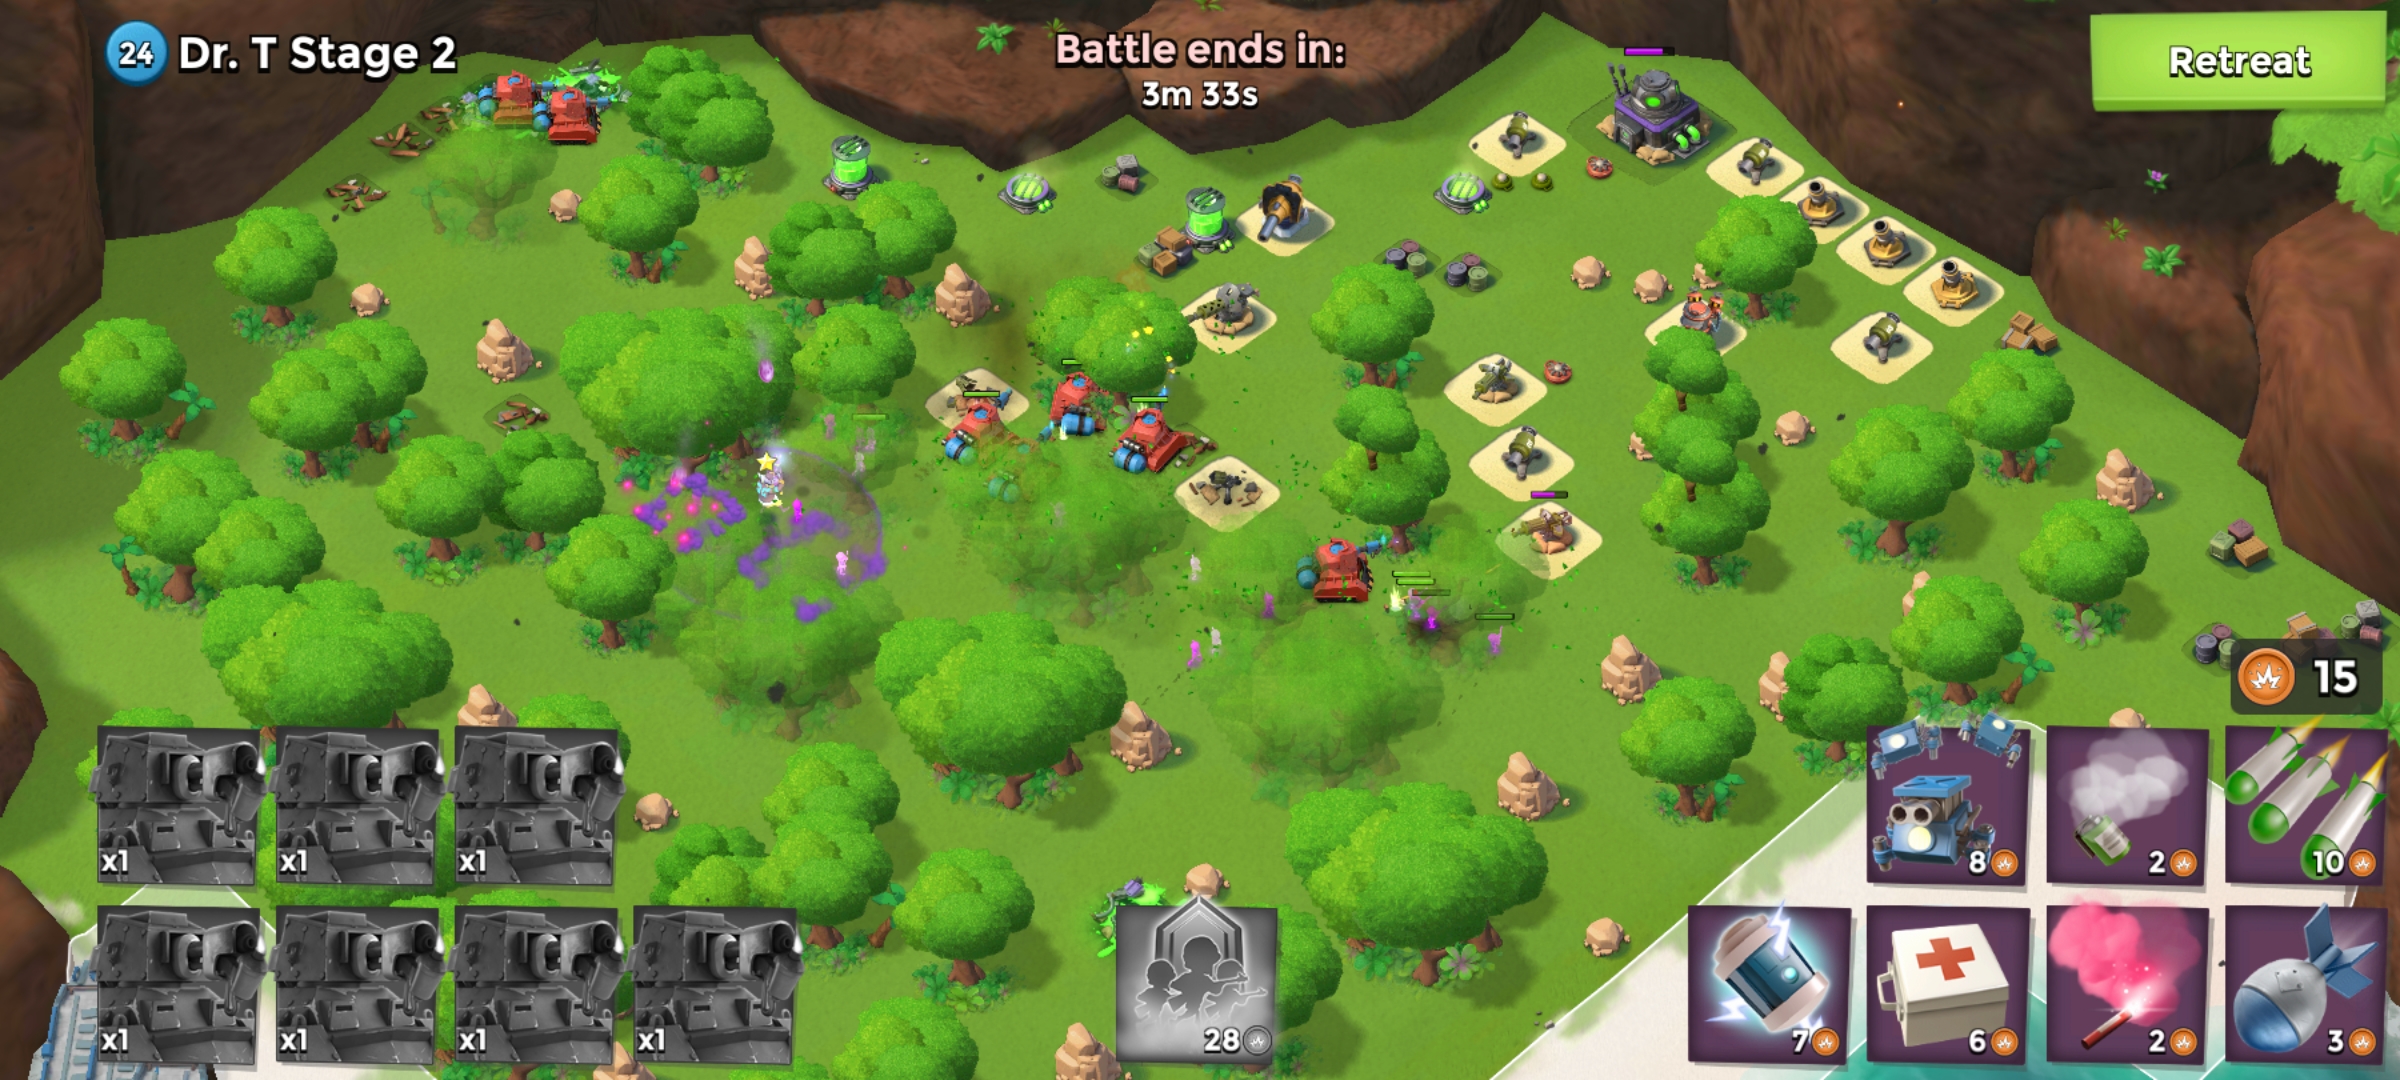 24 Dr. T Stage 2
Battle ends in:
3m 33s
Retreat
15
x1 x1 x1
8 2 10
x1 x1 x1 x1
28
7 6 2 3